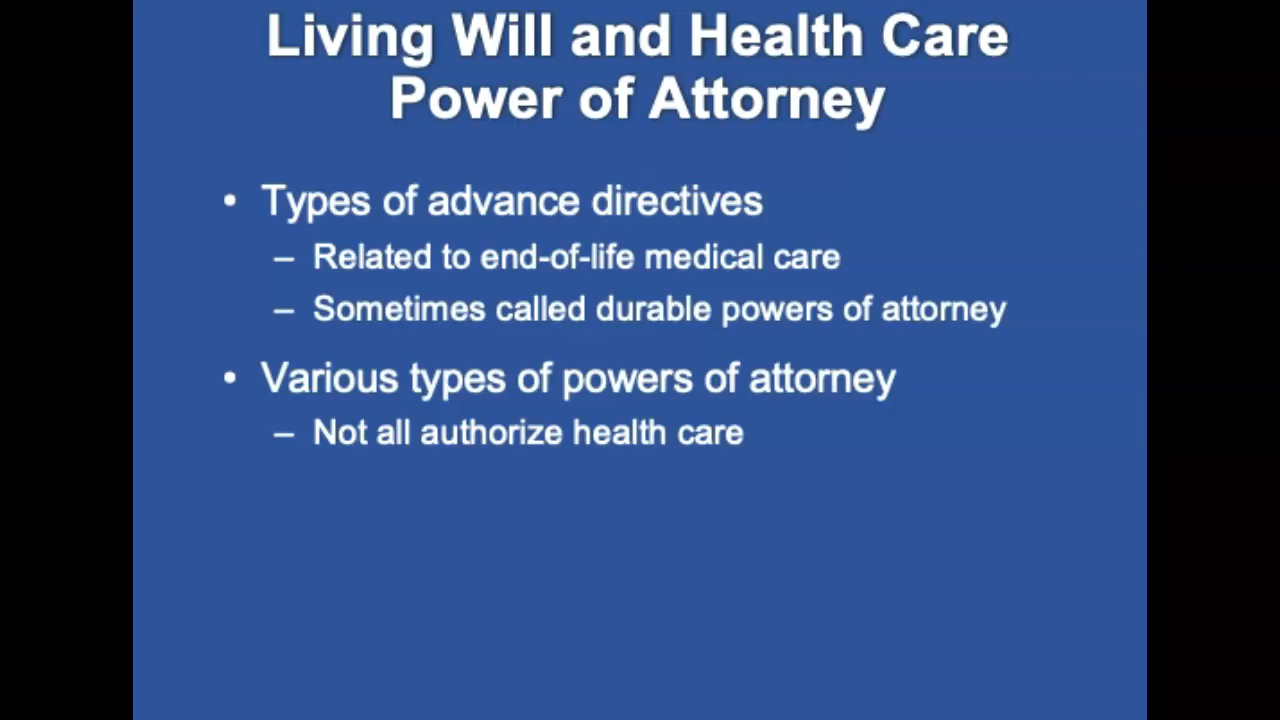 Living Will and Health Care
Power of Attorney
• Types of advance directives
– Related to end-of-life medical care
– Sometimes called durable powers of attorney
• Various types of powers of attorney
– Not all authorize health care